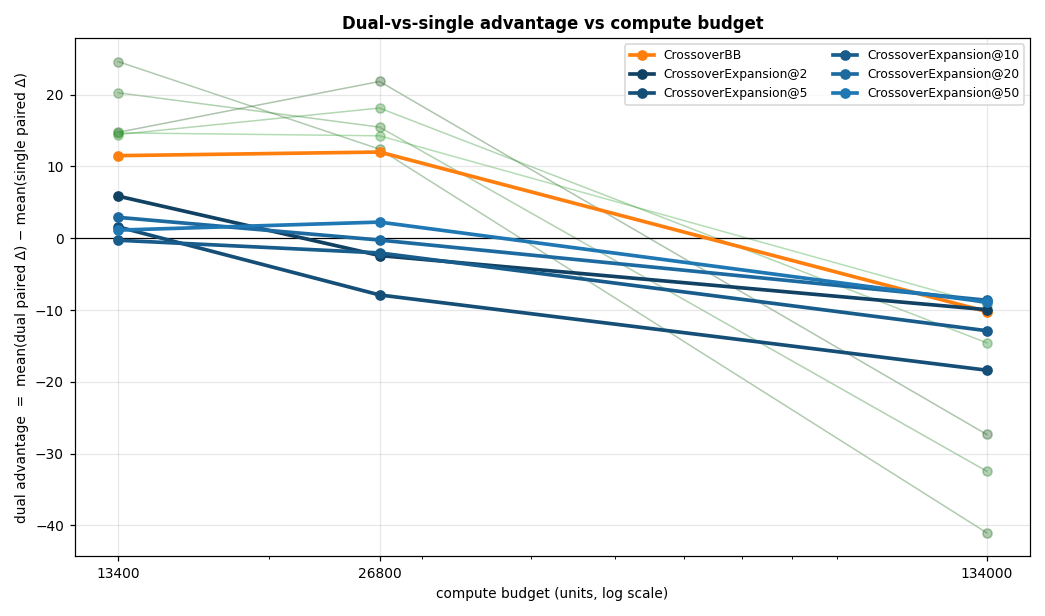 Dual-vs-single advantage vs compute budget
dual advantage  =  mean(dual paired Δ) − mean(single paired Δ)
20
10
0
−10
−20
−30
−40
CrossoverBB
CrossoverExpansion@2
CrossoverExpansion@5
CrossoverExpansion@10
CrossoverExpansion@20
CrossoverExpansion@50
13400
26800
134000
compute budget (units, log scale)